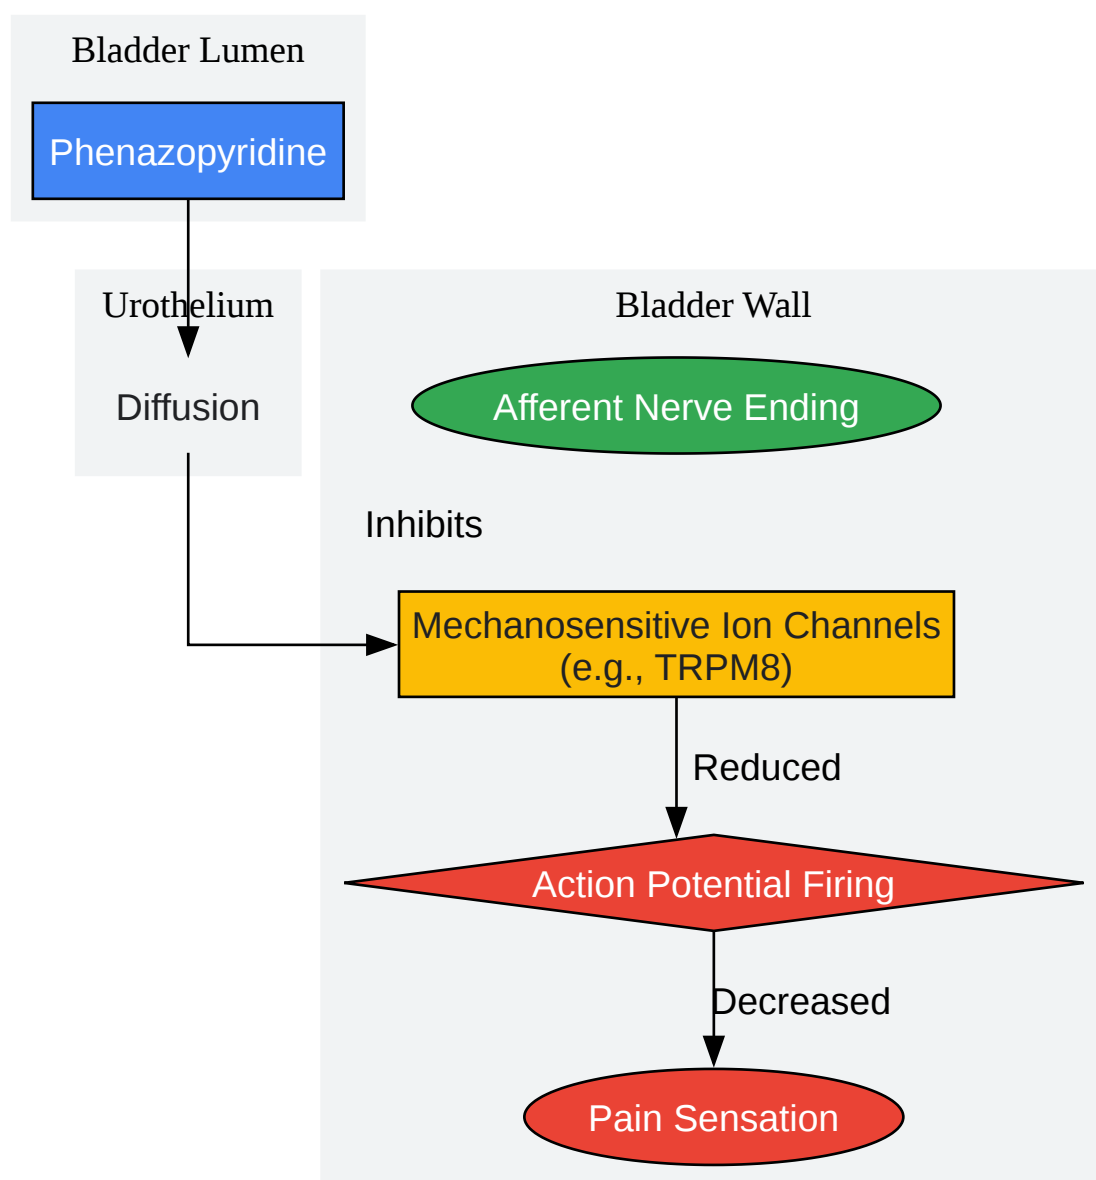 Bladder Lumen
Phenazopyridine
Urothelium
Bladder Wall
Diffusion
Afferent Nerve Ending
Inhibits
Mechanosensitive Ion Channels
(e.g., TRPM8)
Reduced
Action Potential Firing
Decreased
Pain Sensation